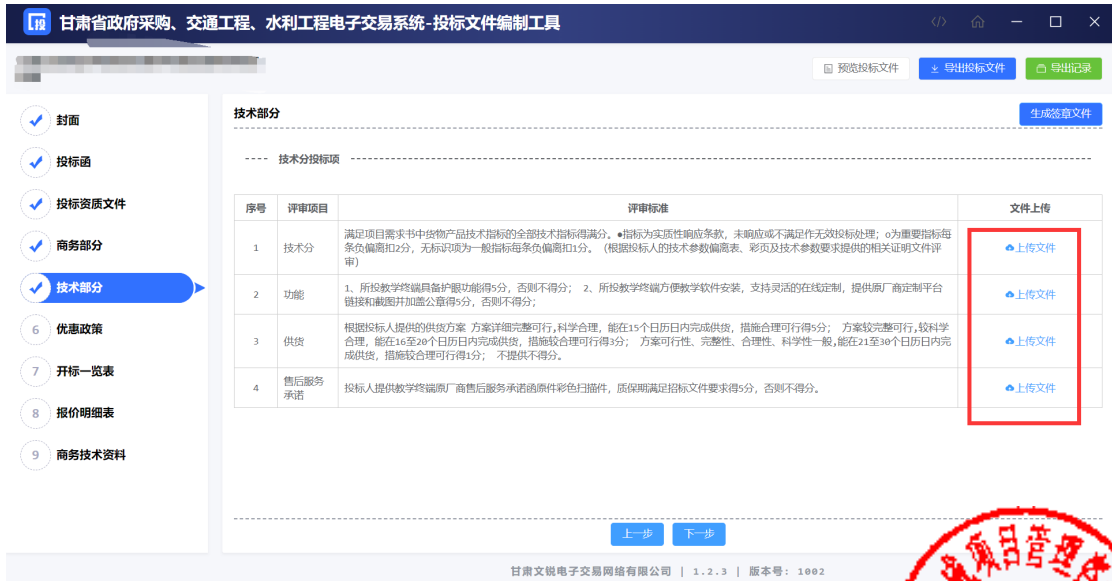 甘肃省政府采购、交通工程、水利工程电子交易系统-投标文件编制工具
预览投标文件 导出投标文件 导出记录
封面
投标函
投标资质文件
商务部分
技术部分
6 优惠政策
7 开标一览表
8 报价明细表
9 商务技术资料
技术部分 生成签章文件
---- 技术分投标项
序号 评审项目 评审标准 文件上传
1 技术分
满足项目需求书中货物产品技术指标的全部技术指标得满分。●指标为实质性响应条款，未响应或不满足作无效投标处理；o为重要指标每
条负偏离扣2分，无标识项为一般指标每条负偏离扣1分。（根据投标人的技术参数偏离表、彩页及技术参数要求提供的相关证明文件评
审）
上传文件
2 功能
1、所投教学终端具备护眼功能得5分，否则不得分； 2、所投教学终端方便教学软件安装，支持灵活的在线定制，提供原厂商定制平台
链接和截图并加盖公章得5分，否则不得分；
上传文件
3 供货
根据投标人提供的供货方案 方案详细完整可行,科学合理，能在15个日历日内完成供货，措施合理可行得5分； 方案较完整可行,较科学
合理，能在16至20个日历日内完成供货，措施较合理可行得3分； 方案可行性、完整性、合理性、科学性一般,能在21至30个日历日内完
成供货，措施较合理可行得1分； 不提供不得分。
上传文件
4 售后服务
承诺
投标人提供教学终端原厂商售后服务承诺函原件彩色扫描件，质保期满足招标文件要求得5分，否则不得分。
上传文件
上一步 下一步
甘肃文锐电子交易网络有限公司 | 1.2.3 | 版本号: 1002
项目管理